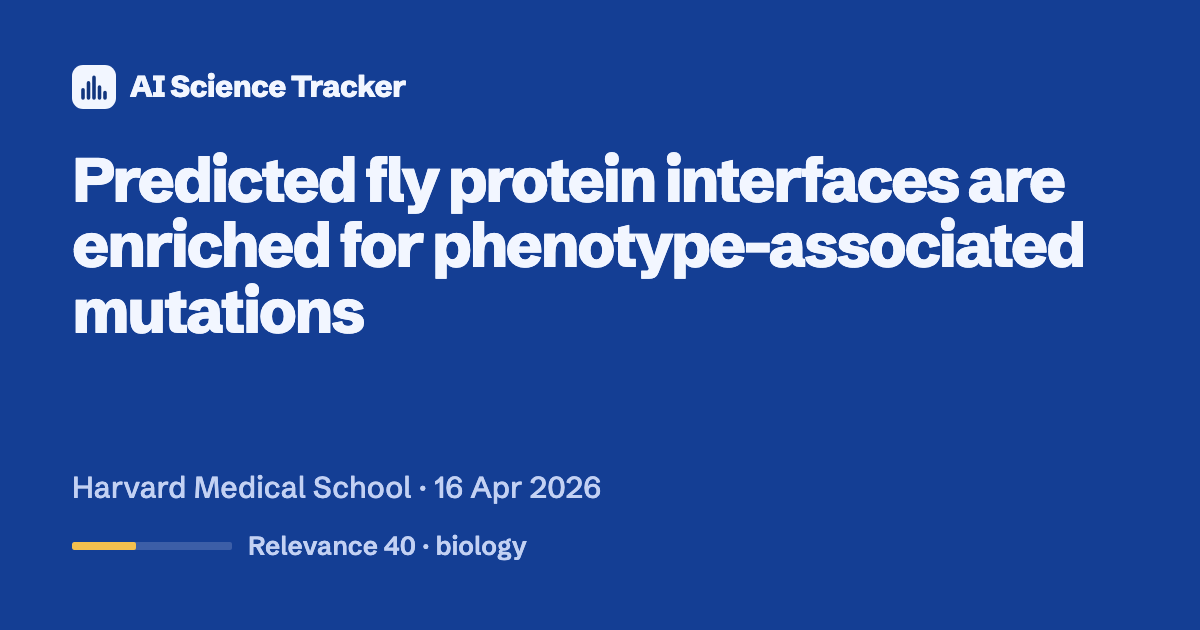 AI Science Tracker
Predicted fly protein interfaces are
enriched for phenotype-associated
mutations
Harvard Medical School · 16 Apr 2026
Relevance 40 · biology